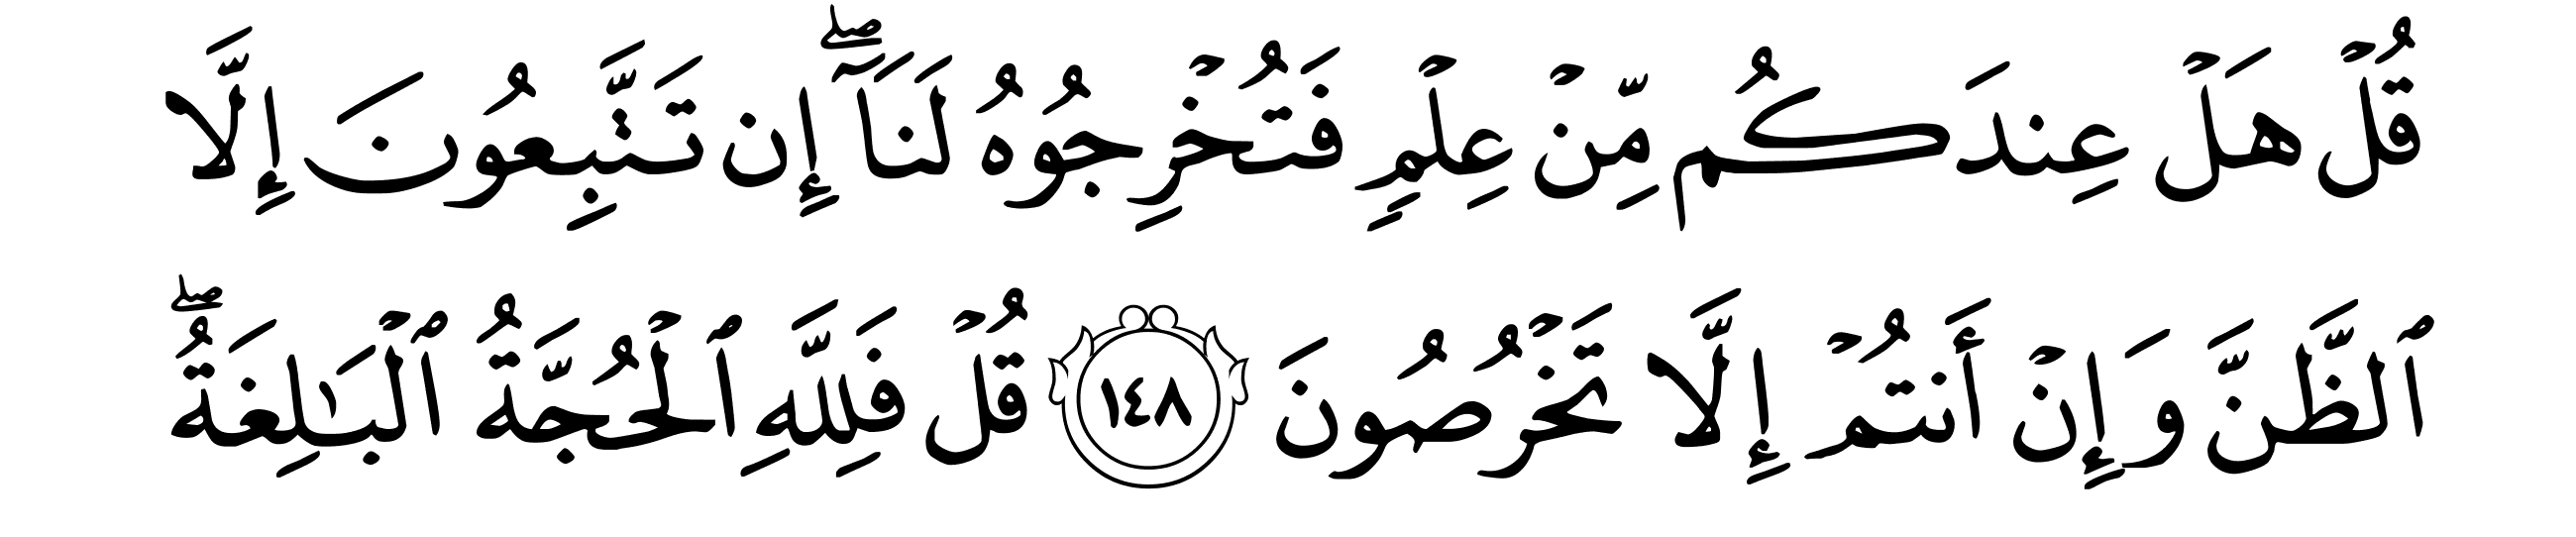 قُلۡ هَلۡ عِندَكُم مِّنۡ عِلۡمٖ فَتُخۡرِجُوهُ لَنَآۖ إِن تَتَّبِعُونَ إِلَّا
ٱلظَّنَّ وَإِنۡ أَنتُمۡ إِلَّا تَخۡرُصُونَ ١٤٨ قُلۡ فَلِلَّهِ ٱلۡحُجَّةُ ٱلۡبَٰلِغَةُۖ